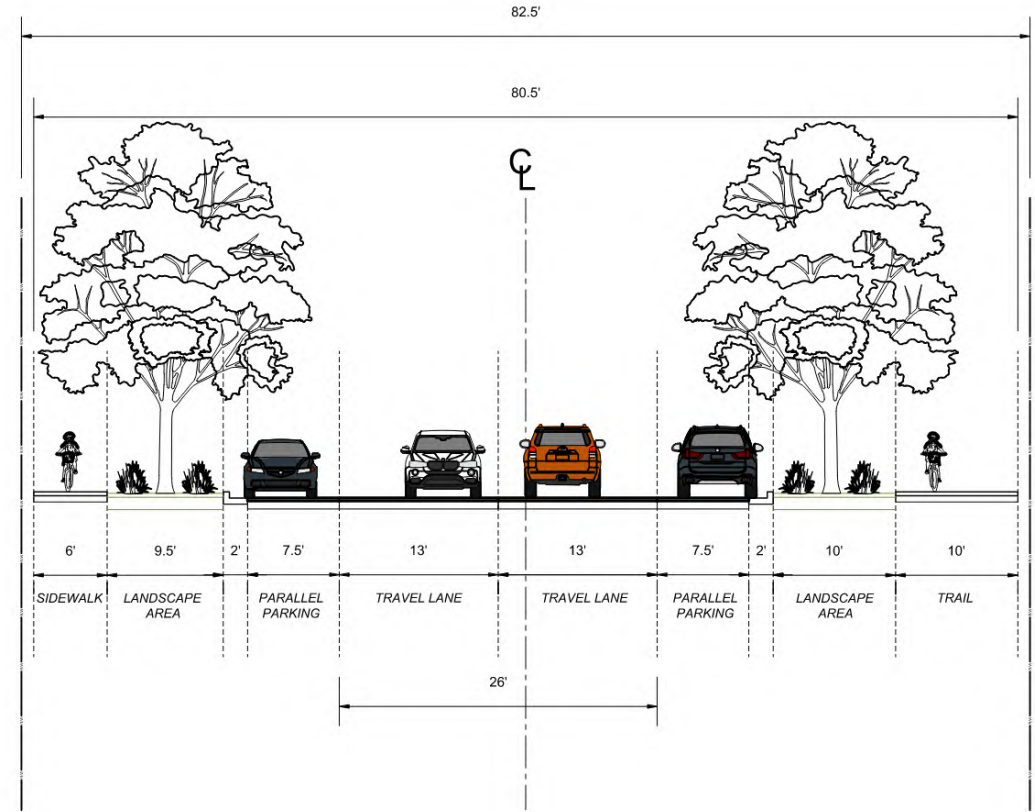 82.5'
80.5'
CL
6' 9.5' 2' 7.5' 13' 13' 7.5' 2' 10' 10'
SIDEWALK LANDSCAPE PARALLEL TRAVEL LANE TRAVEL LANE PARALLEL LANDSCAPE TRAIL
AREA PARKING PARKING AREA
26'